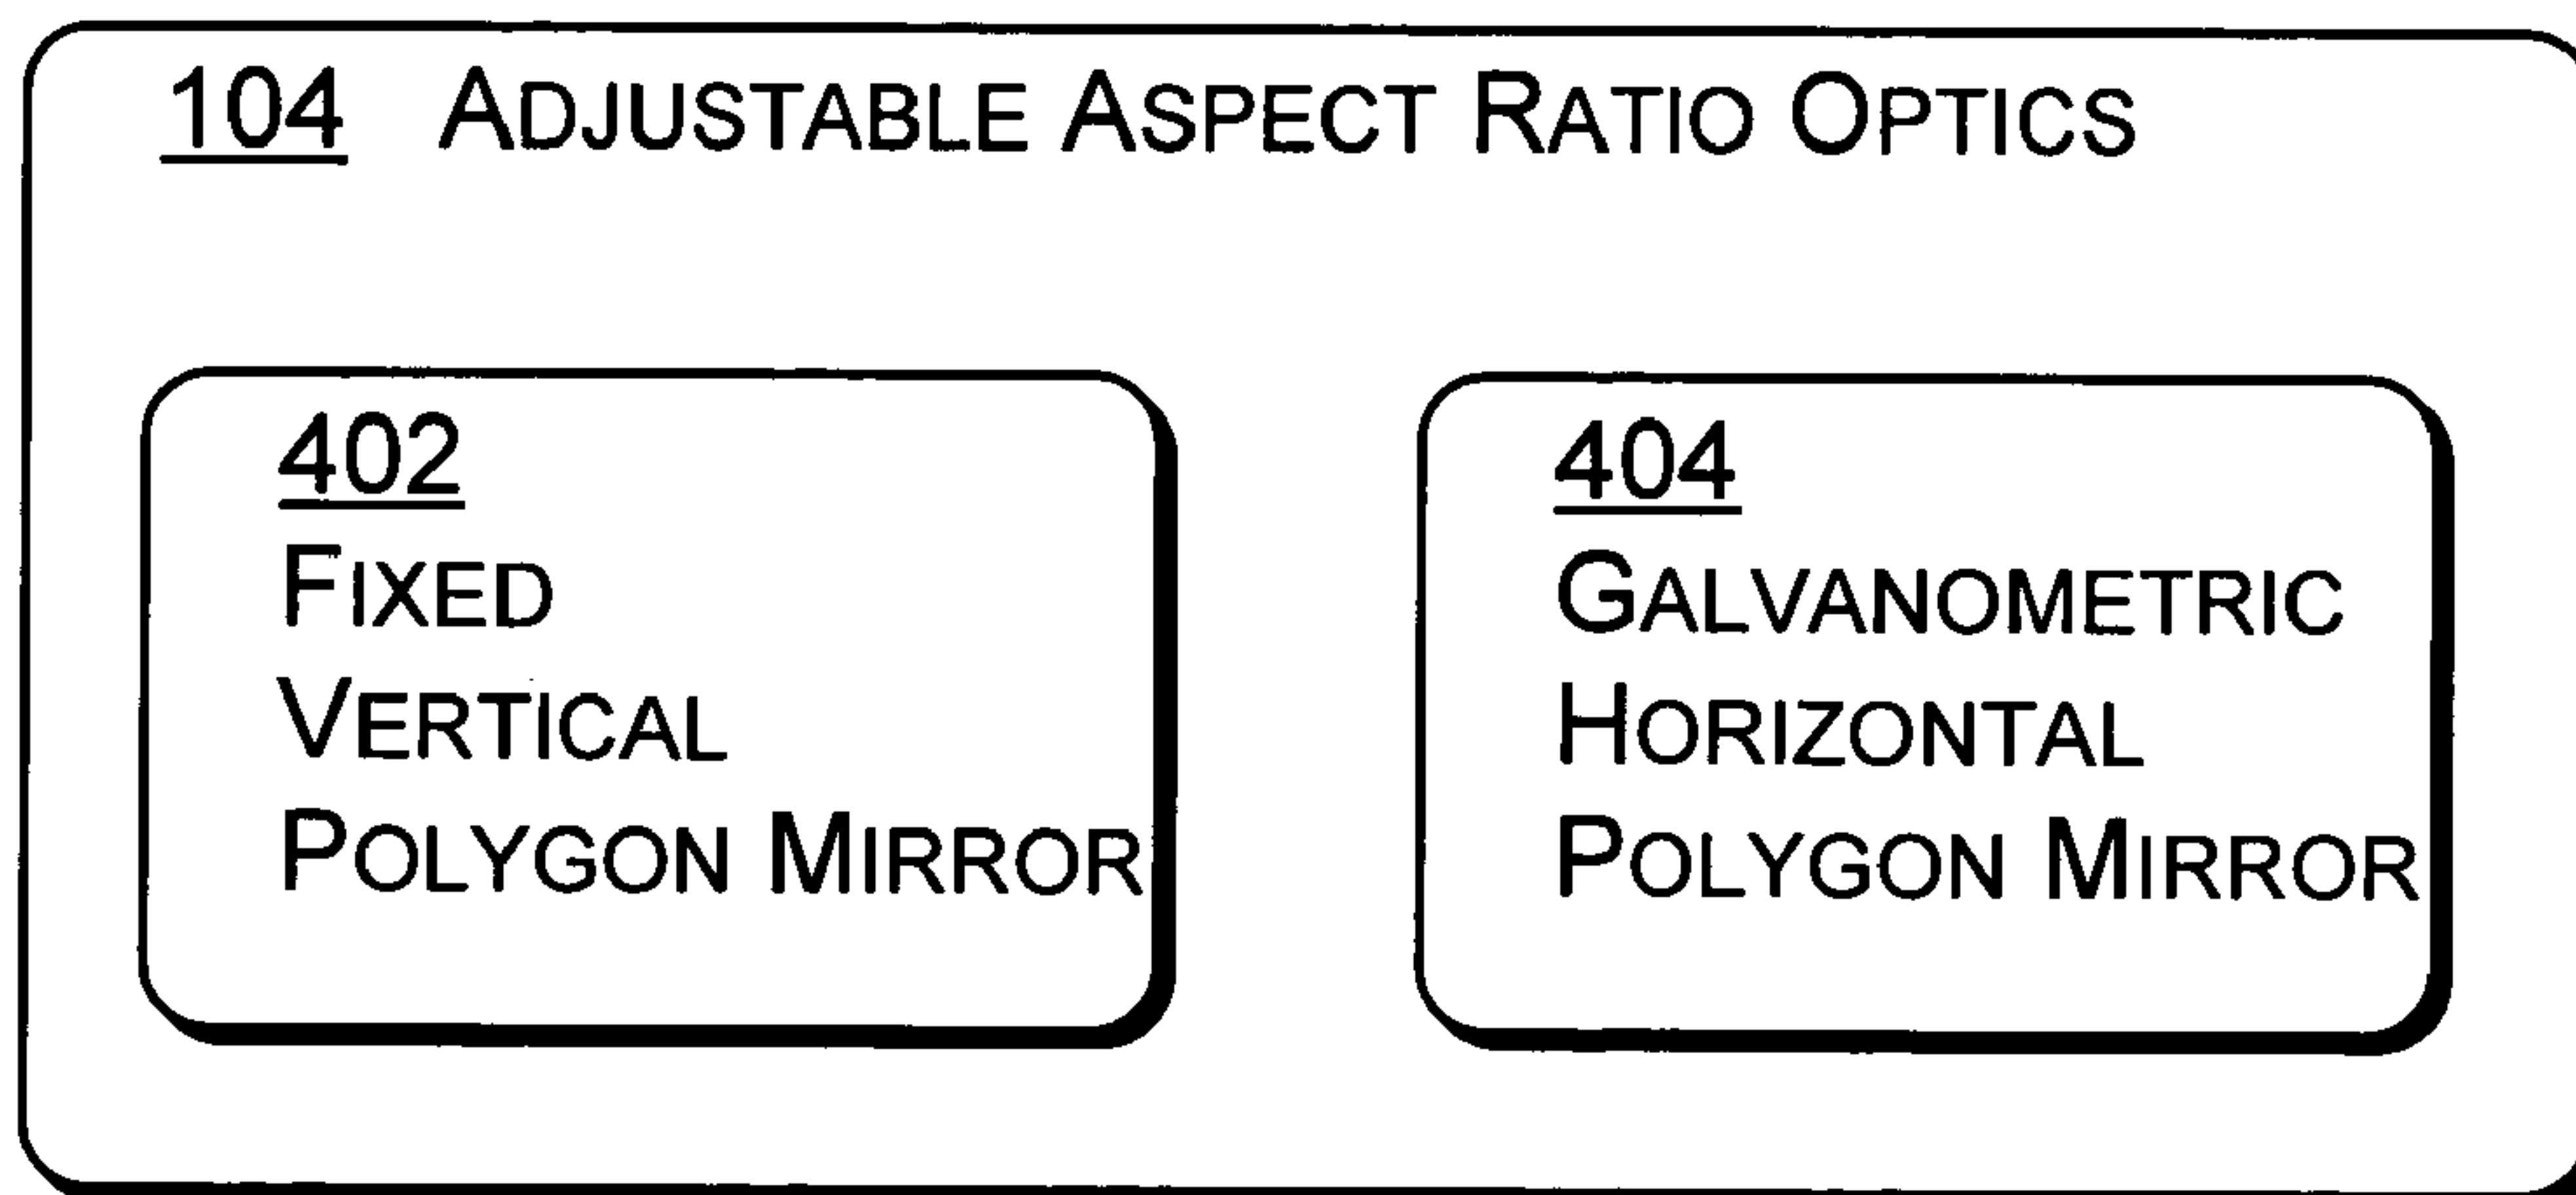 104 ADJUSTABLE ASPECT RATIO OPTICS
402
FIXED
VERTICAL
POLYGON MIRROR
404
GALVANOMETRIC
HORIZONTAL
POLYGON MIRROR